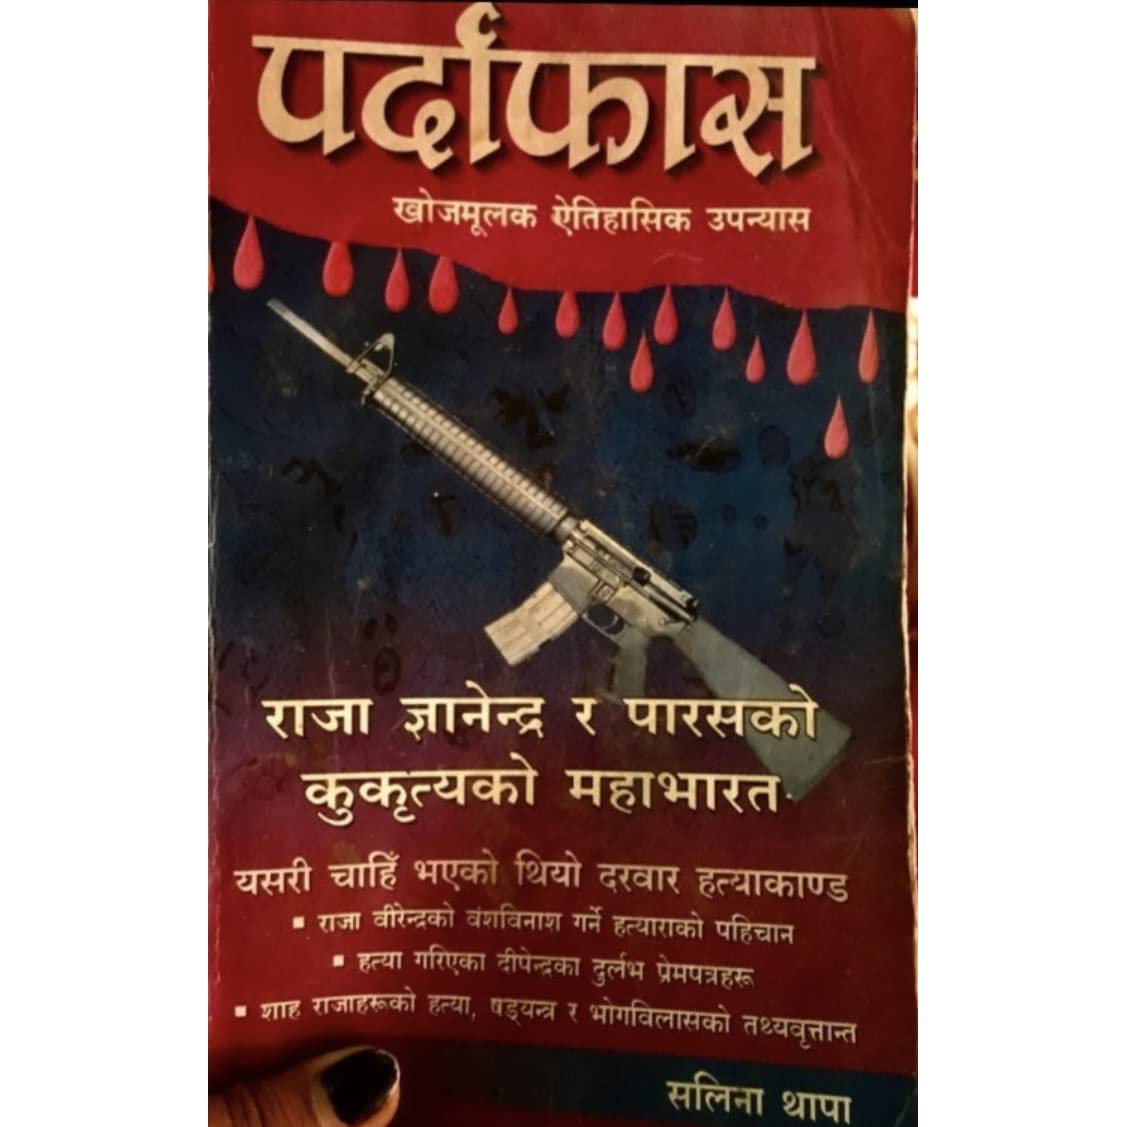 पर्दाफास
खोजमूलक ऐतिहासिक उपन्यास
राजा ज्ञानेन्द्र र पारसको
कुकृत्यको महाभारत
यसरी चाहिँ भएको थियो दरवार हत्याकाण्ड
▪ राजा वीरेन्द्रको वंशविनाश गर्ने हत्याराको पहिचान
▪ हत्या गरिएका दीपेन्द्रका दुर्लभ प्रेमपत्रहरू
▪ शाह राजाहरूको हत्या, षड्यन्त्र र भोगविलासको तथ्यवृत्तान्त
सलिना थापा